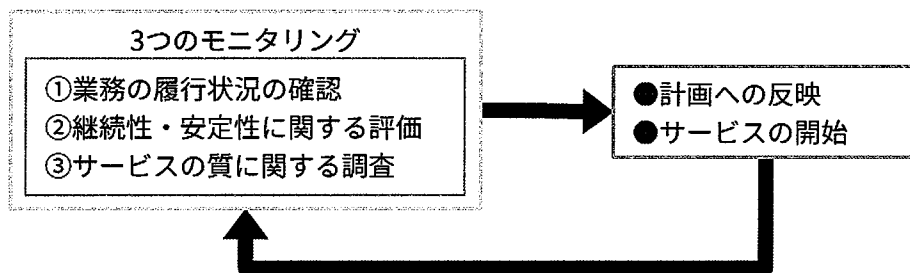 3つのモニタリング
①業務の履行状況の確認
②継続性・安定性に関する評価
③サービスの質に関する調査
●計画への反映
●サービスの開始